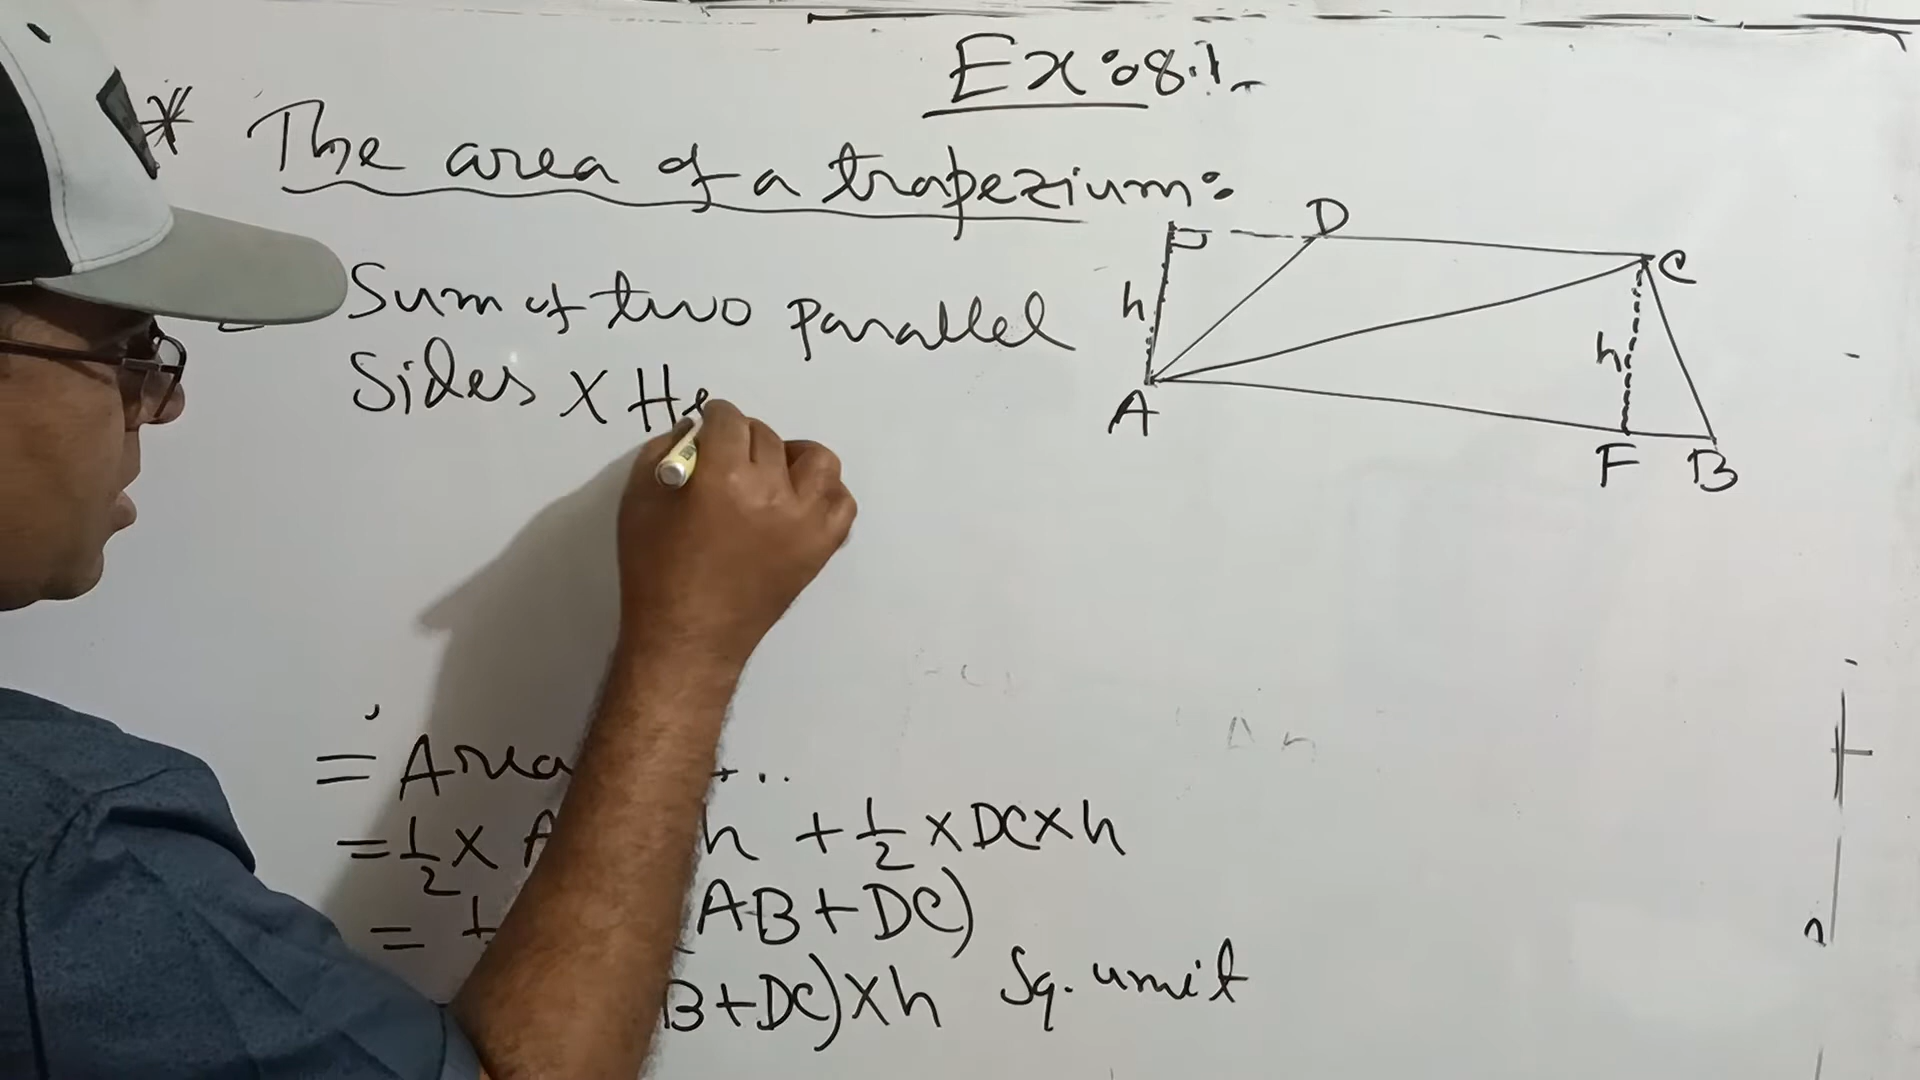 Ex: 8.1
* The area of a trapezium:
Sum of two parallel
Sides X He
D
C
h
h
A
F B
= Area
= 1/2 X A h + 1/2 X DC X h
= (AB + DC)
B + DC) X h Sq. unit